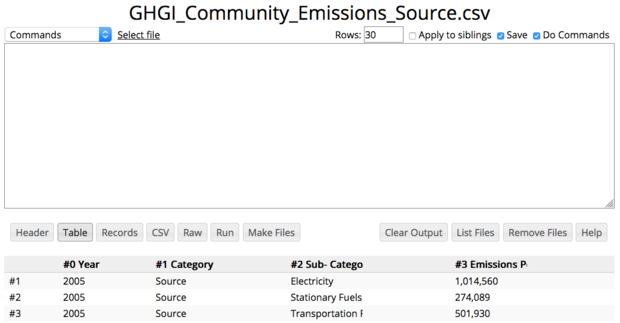 GHGI_Community_Emissions_Source.csv
Commands Select file Rows: 30 Apply to siblings Save Do Commands
Header Table Records CSV Raw Run Make Files Clear Output List Files Remove Files Help
#0 Year #1 Category #2 Sub- Catego #3 Emissions P
#1 2005 Source Electricity 1,014,560
#2 2005 Source Stationary Fuels 274,089
#3 2005 Source Transportation F 501,930